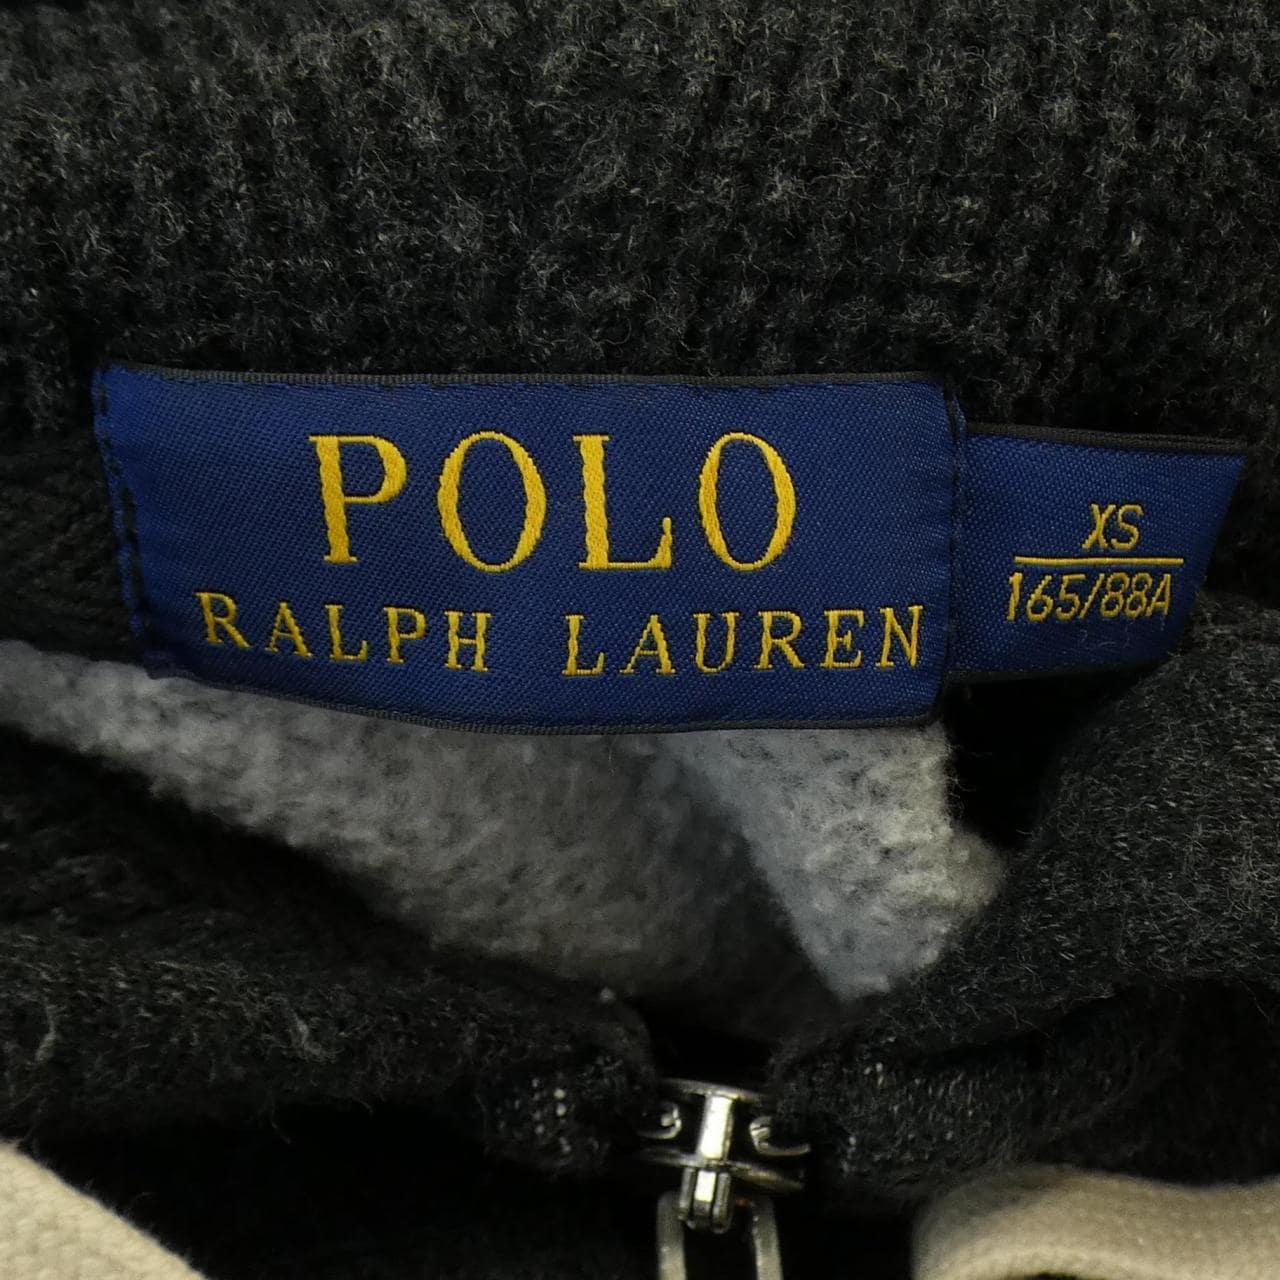 POLO
RALPH LAUREN
XS
165/88A